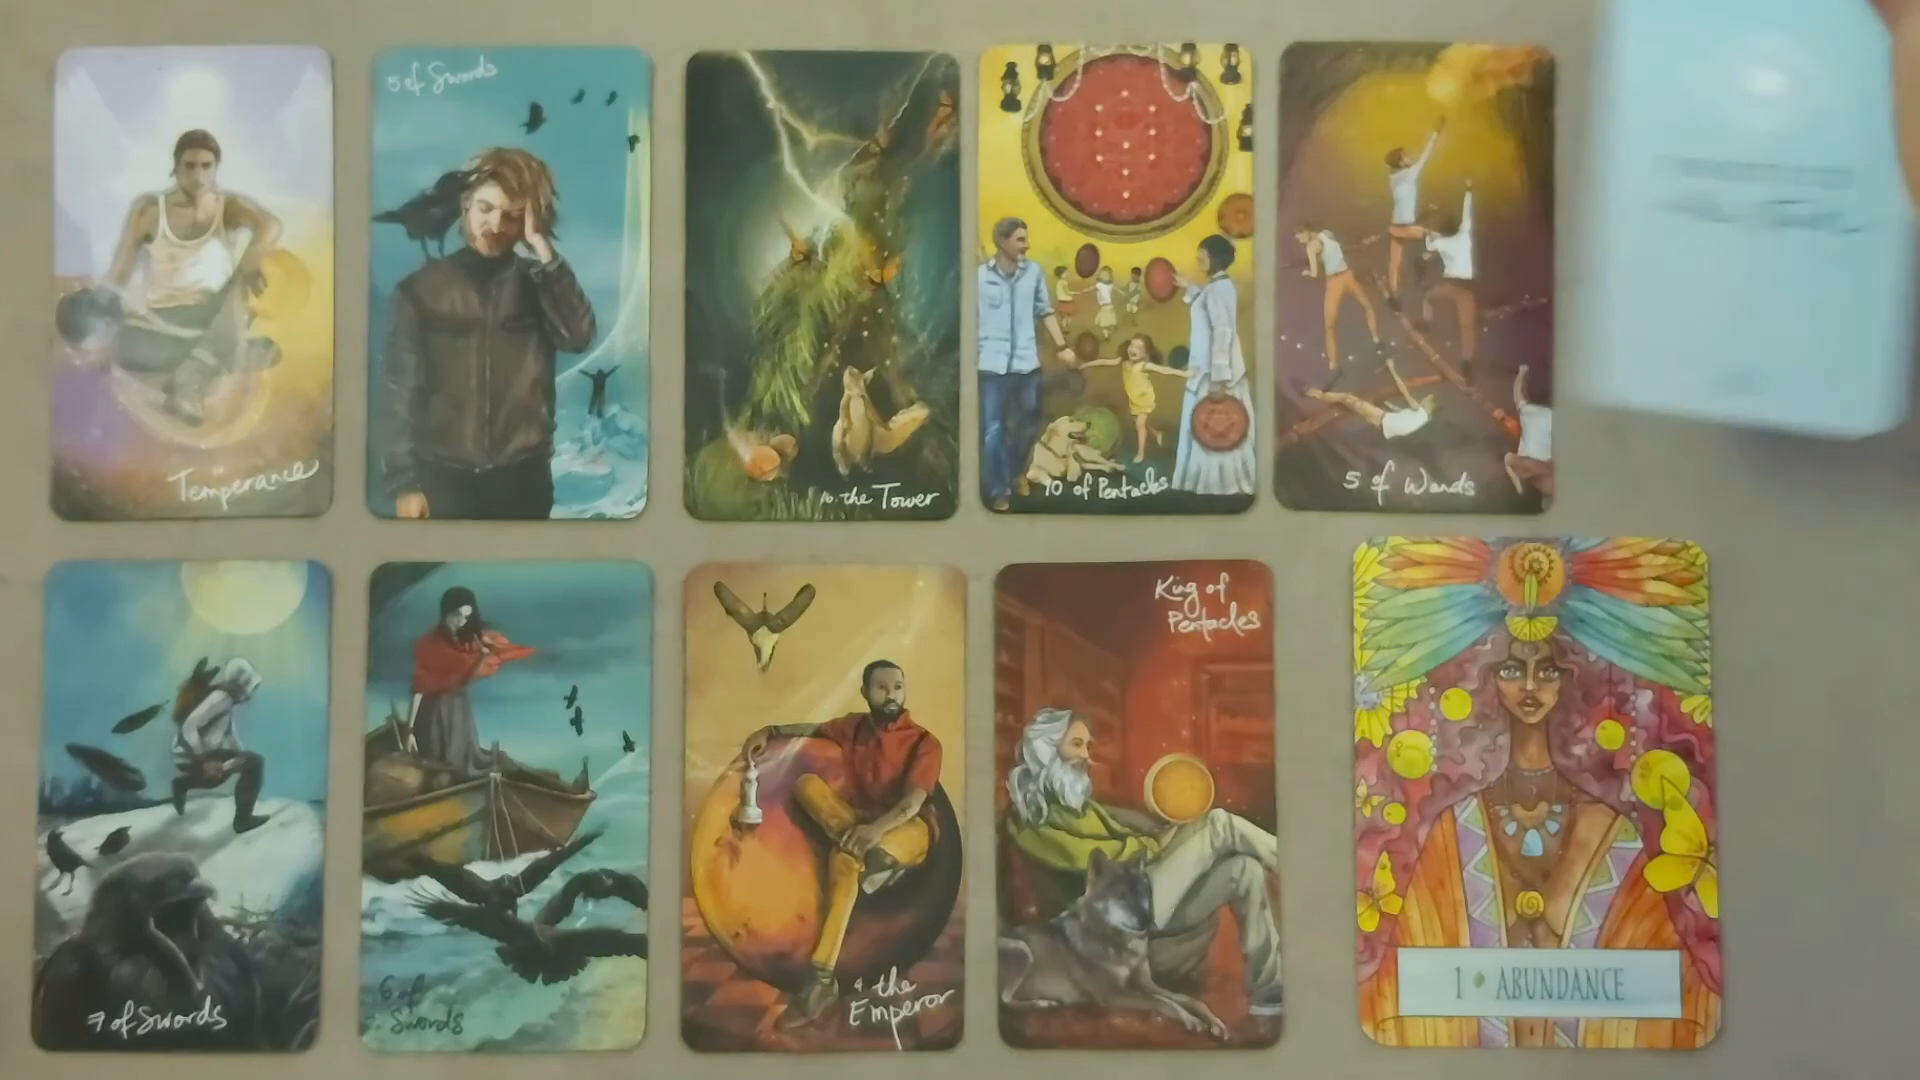 Temperance
5 of Swords
16. the Tower
10 of Pentacles
5 of Wands
7 of Swords
6 of
Swords
4 the
Emperor
King of
Pentacles
1 ABUNDANCE